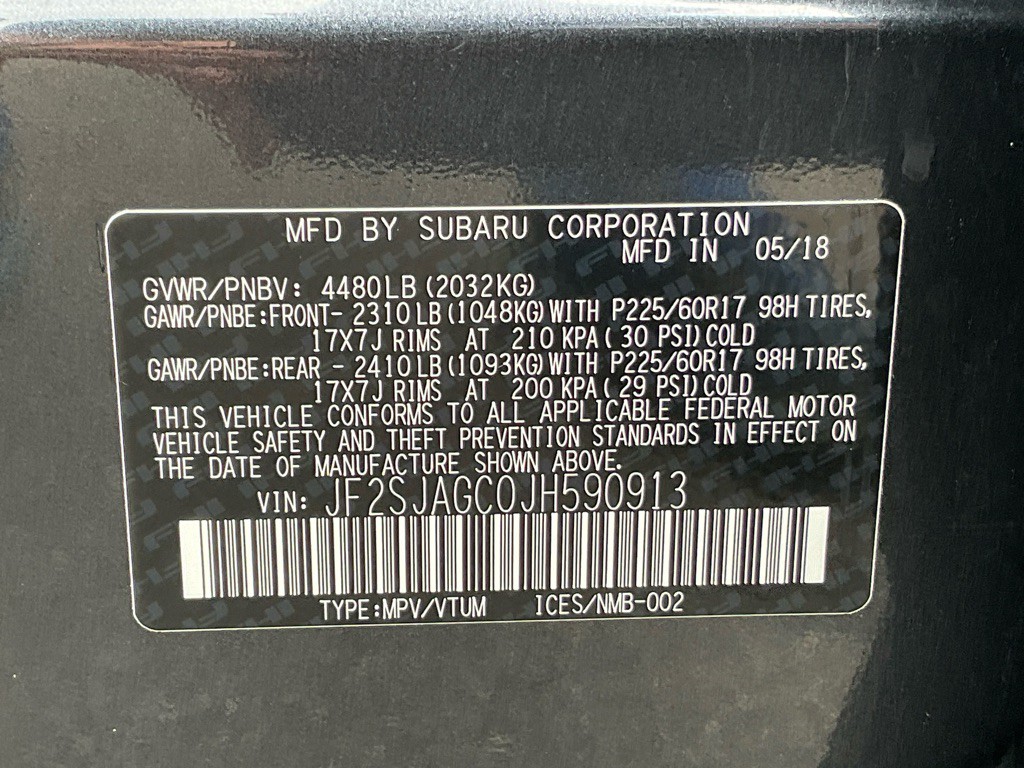 MFD BY SUBARU CORPORATION
MFD IN 05/18
GVWR/PNBV: 4480LB(2032KG)
GAWR/PNBE:FRONT- 2310LB(1048KG)WITH P225/60R17 98H TIRES,
17X7J RIMS AT 210 KPA( 30 PSI)COLD
GAWR/PNBE:REAR - 2410LB(1093KG)WITH P225/60R17 98H TIRES,
17X7J RIMS AT 200 KPA( 29 PSI)COLD
THIS VEHICLE CONFORMS TO ALL APPLICABLE FEDERAL MOTOR
VEHICLE SAFETY AND THEFT PREVENTION STANDARDS IN EFFECT ON
THE DATE OF MANUFACTURE SHOWN ABOVE.
VIN: JF2SJAGC0JH590913
TYPE:MPV/VTUM ICES/NMB-002